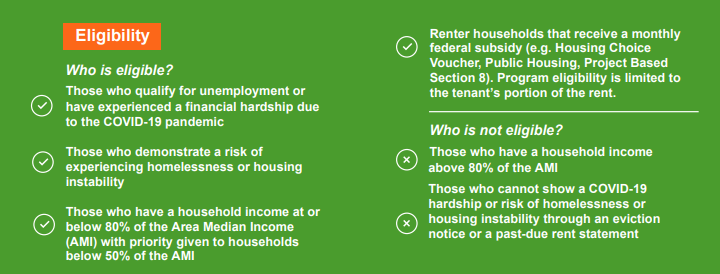 Eligibility
Who is eligible?
Those who qualify for unemployment or
have experienced a financial hardship due
to the COVID-19 pandemic
Those who demonstrate a risk of
experiencing homelessness or housing
instability
Those who have a household income at or
below 80% of the Area Median Income
(AMI) with priority given to households
below 50% of the AMI
Renter households that receive a monthly
federal subsidy (e.g. Housing Choice
Voucher, Public Housing, Project Based
Section 8). Program eligibility is limited to
the tenant’s portion of the rent.
Who is not eligible?
Those who have a household income
above 80% of the AMI
Those who cannot show a COVID-19
hardship or risk of homelessness or
housing instability through an eviction
notice or a past-due rent statement